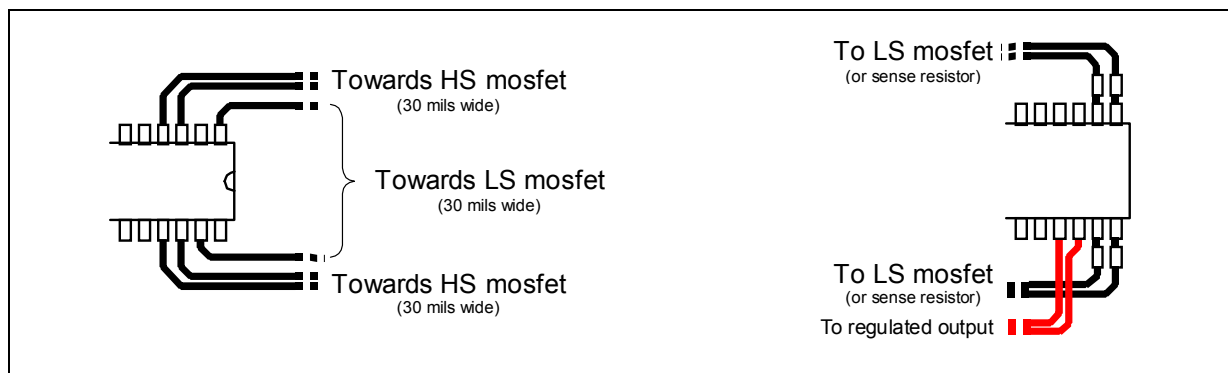 Towards HS mosfet
(30 mils wide)
Towards LS mosfet
(30 mils wide)
Towards HS mosfet
(30 mils wide)
To LS mosfet
(or sense resistor)
To LS mosfet
(or sense resistor)
To regulated output